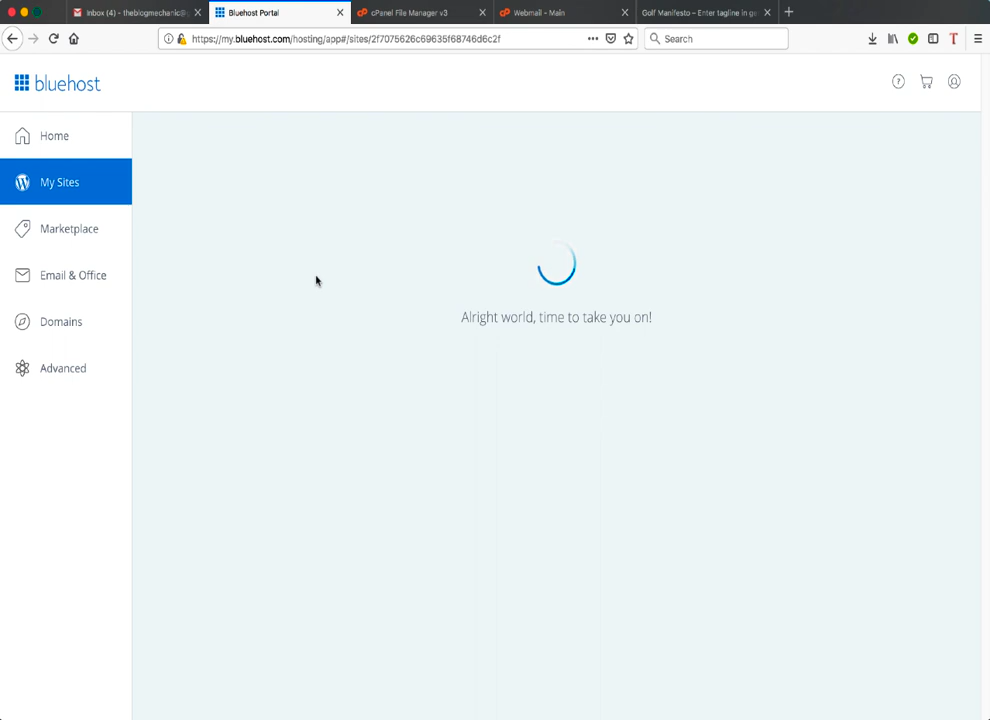 Inbox (4) - theblogmechanic@
Bluehost Portal
cPanel File Manager v3
Webmail - Main
Golf Manifesto – Enter tagline in ge
https://my.bluehost.com/hosting/app#/sites/2f7075626c69635f68746d6c2f
Search
T
bluehost
?
Home
My Sites
Marketplace
Email & Office
Domains
Advanced
Alright world, time to take you on!